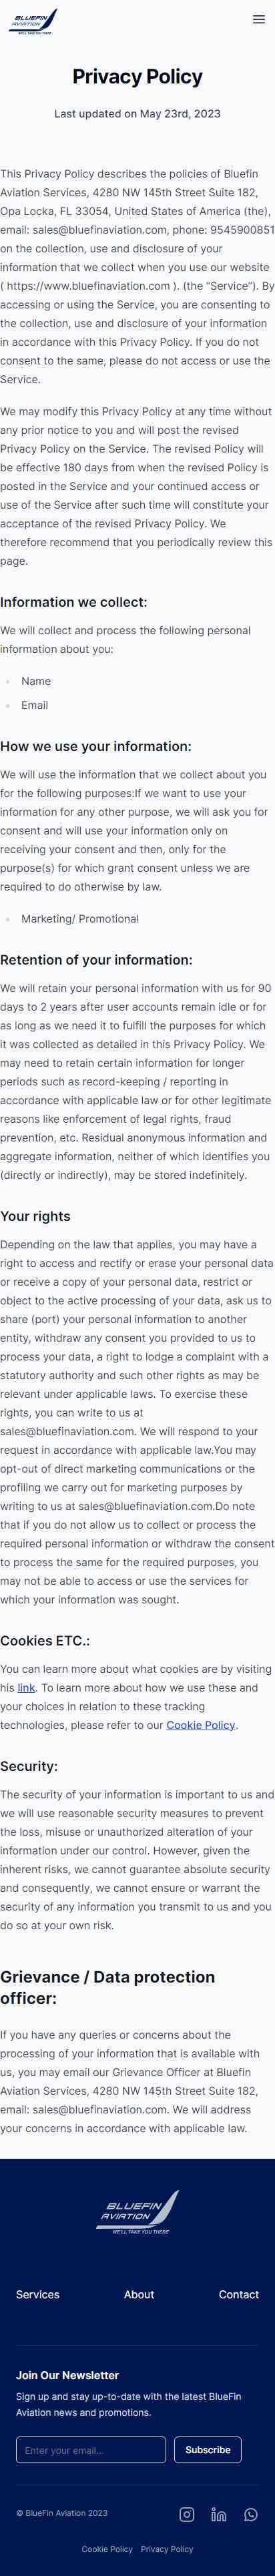 BLUEFIN
AVIATION
WE'LL TAKE YOU THERE
Privacy Policy
Last updated on May 23rd, 2023
This Privacy Policy describes the policies of Bluefin
Aviation Services, 4280 NW 145th Street Suite 182,
Opa Locka, FL 33054, United States of America (the),
email: sales@bluefinaviation.com, phone: 9545900851
on the collection, use and disclosure of your
information that we collect when you use our website
( https://www.bluefinaviation.com ). (the “Service”). By
accessing or using the Service, you are consenting to
the collection, use and disclosure of your information
in accordance with this Privacy Policy. If you do not
consent to the same, please do not access or use the
Service.
We may modify this Privacy Policy at any time without
any prior notice to you and will post the revised
Privacy Policy on the Service. The revised Policy will
be effective 180 days from when the revised Policy is
posted in the Service and your continued access or
use of the Service after such time will constitute your
acceptance of the revised Privacy Policy. We
therefore recommend that you periodically review this
page.
Information we collect:
We will collect and process the following personal
information about you:
Name
Email
How we use your information:
We will use the information that we collect about you
for the following purposes:If we want to use your
information for any other purpose, we will ask you for
consent and will use your information only on
receiving your consent and then, only for the
purpose(s) for which grant consent unless we are
required to do otherwise by law.
Marketing/ Promotional
Retention of your information:
We will retain your personal information with us for 90
days to 2 years after user accounts remain idle or for
as long as we need it to fulfill the purposes for which
it was collected as detailed in this Privacy Policy. We
may need to retain certain information for longer
periods such as record-keeping / reporting in
accordance with applicable law or for other legitimate
reasons like enforcement of legal rights, fraud
prevention, etc. Residual anonymous information and
aggregate information, neither of which identifies you
(directly or indirectly), may be stored indefinitely.
Your rights
Depending on the law that applies, you may have a
right to access and rectify or erase your personal data
or receive a copy of your personal data, restrict or
object to the active processing of your data, ask us to
share (port) your personal information to another
entity, withdraw any consent you provided to us to
process your data, a right to lodge a complaint with a
statutory authority and such other rights as may be
relevant under applicable laws. To exercise these
rights, you can write to us at
sales@bluefinaviation.com. We will respond to your
request in accordance with applicable law.You may
opt-out of direct marketing communications or the
profiling we carry out for marketing purposes by
writing to us at sales@bluefinaviation.com.Do note
that if you do not allow us to collect or process the
required personal information or withdraw the consent
to process the same for the required purposes, you
may not be able to access or use the services for
which your information was sought.
Cookies ETC.:
You can learn more about what cookies are by visiting
his link. To learn more about how we use these and
your choices in relation to these tracking
technologies, please refer to our Cookie Policy.
Security:
The security of your information is important to us and
we will use reasonable security measures to prevent
the loss, misuse or unauthorized alteration of your
information under our control. However, given the
inherent risks, we cannot guarantee absolute security
and consequently, we cannot ensure or warrant the
security of any information you transmit to us and you
do so at your own risk.
Grievance / Data protection
officer:
If you have any queries or concerns about the
processing of your information that is available with
us, you may email our Grievance Officer at Bluefin
Aviation Services, 4280 NW 145th Street Suite 182,
email: sales@bluefinaviation.com. We will address
your concerns in accordance with applicable law.
BLUEFIN
AVIATION
WE'LL TAKE YOU THERE
Services About Contact
Join Our Newsletter
Sign up and stay up-to-date with the latest BlueFin
Aviation news and promotions.
Enter your email... Subscribe
© BlueFin Aviation 2023
Cookie Policy Privacy Policy